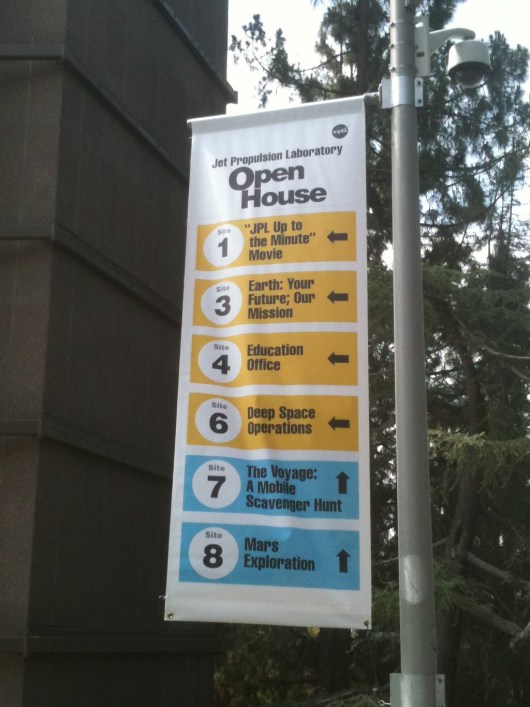 NASA
Jet Propulsion Laboratory
Open
House
Site
1
"JPL Up to
the Minute"
Movie
Site
3
Earth: Your
Future; Our
Mission
Site
4
Education
Office
Site
6
Deep Space
Operations
Site
7
The Voyage:
A Mobile
Scavenger Hunt
Site
8
Mars
Exploration